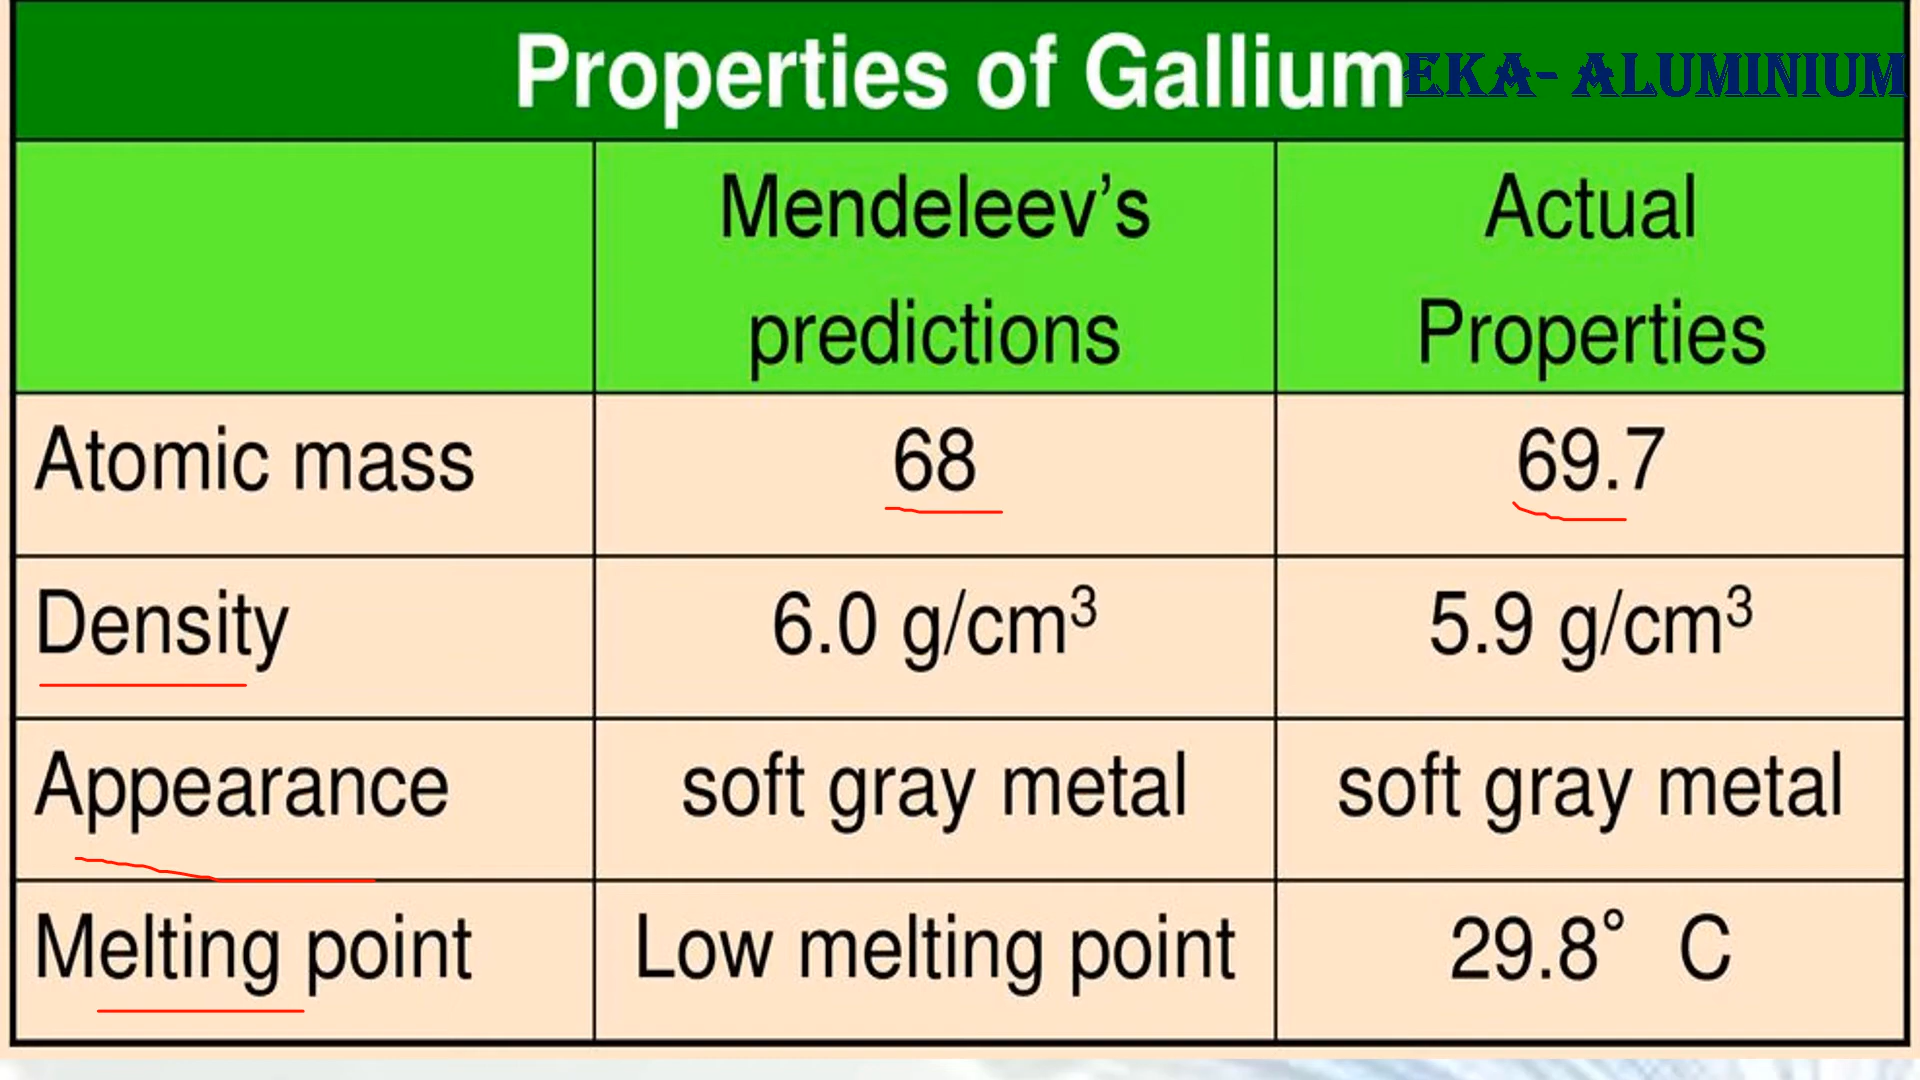 Properties of Gallium EKA- ALUMINIUM
Mendeleev’s predictions Actual Properties
Atomic mass 68 69.7
Density 6.0 g/cm³ 5.9 g/cm³
Appearance soft gray metal soft gray metal
Melting point Low melting point 29.8° C